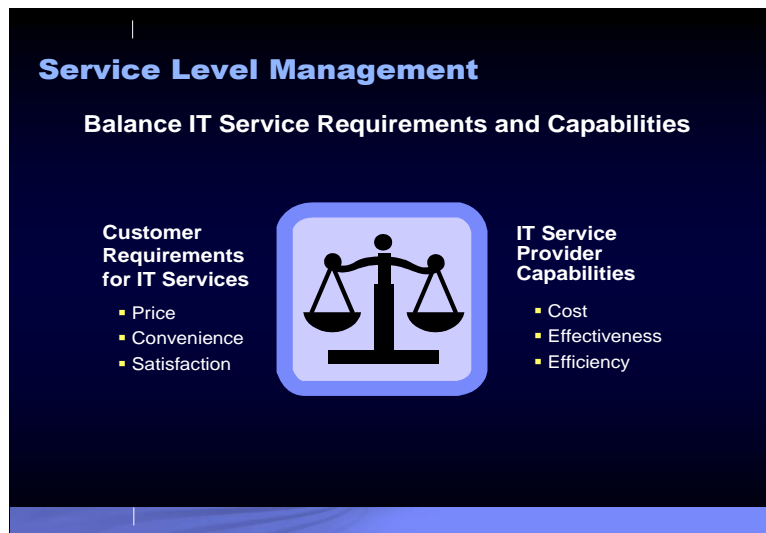 Service Level Management
Balance IT Service Requirements and Capabilities
Customer
Requirements
for IT Services
▪ Price
▪ Convenience
▪ Satisfaction
IT Service
Provider
Capabilities
▪ Cost
▪ Effectiveness
▪ Efficiency